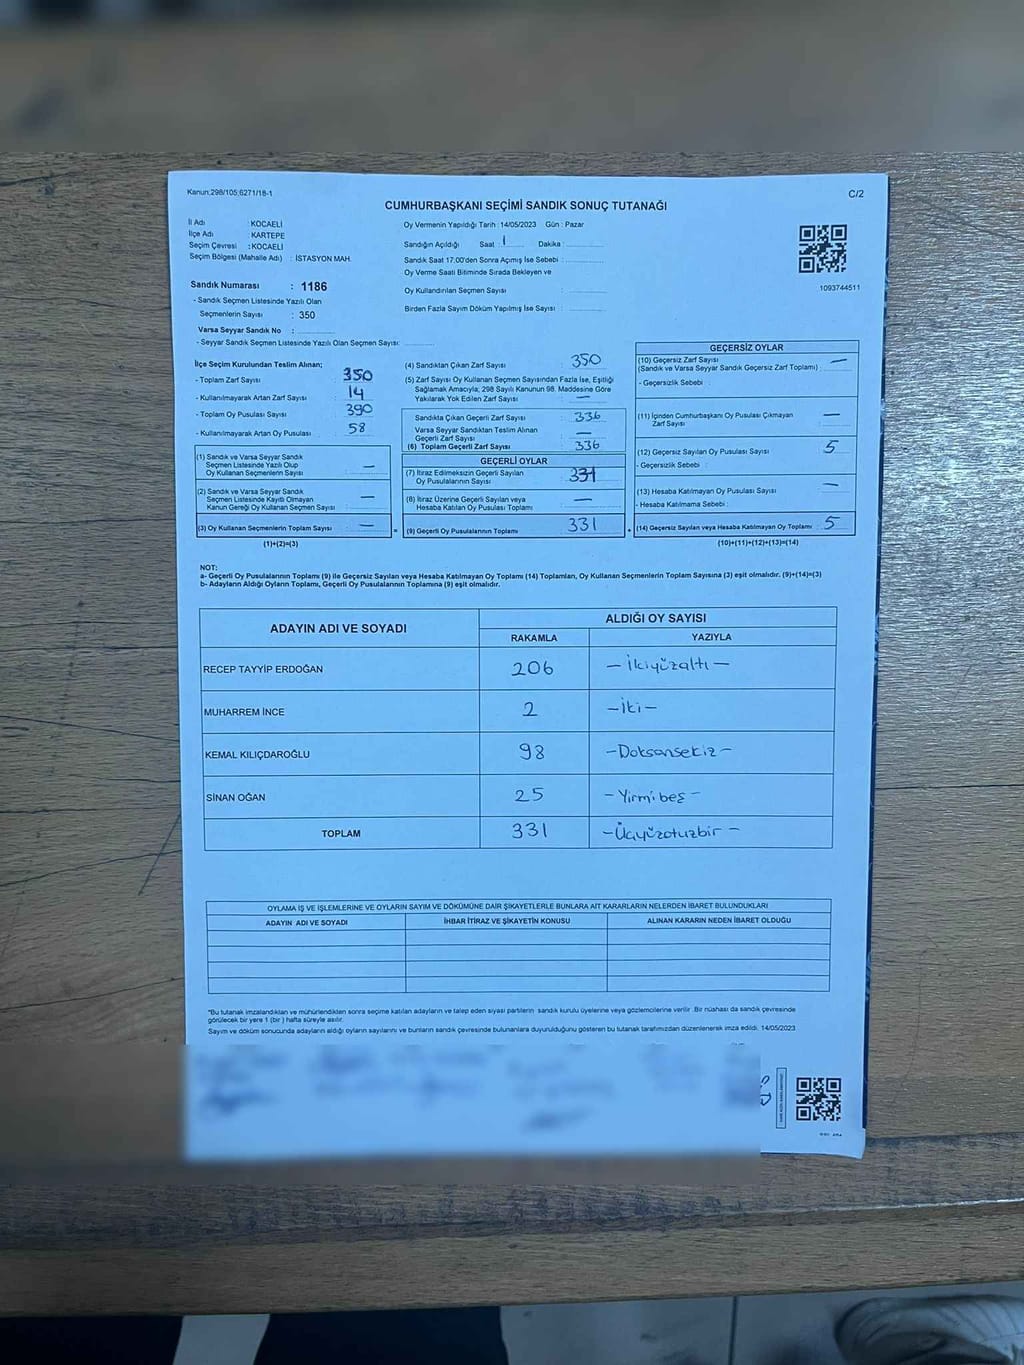 Kanun:298/105;6271/18-1
C/2
CUMHURBAŞKANI SEÇİMİ SANDIK SONUÇ TUTANAĞI
İl Adı : KOCAELİ
İlçe Adı : KARTEPE
Seçim Çevresi : KOCAELİ
Seçim Bölgesi (Mahalle Adı) : İSTASYON MAH.
Sandık Numarası : 1186
- Sandık Seçmen Listesinde Yazılı Olan
Seçmenlerin Sayısı : 350
Varsa Seyyar Sandık No :
- Seyyar Sandık Seçmen Listesinde Yazılı Olan Seçmen Sayısı:
Oy Vermenin Yapıldığı Tarih : 14/05/2023 Gün : Pazar
Sandığın Açıldığı Saat : 1 Dakika :
Sandık Saat 17.00'den Sonra Açılmış İse Sebebi :
Oy Verme Saati Bitiminde Sırada Bekleyen ve
Oy Kullandırılan Seçmen Sayısı :
Birden Fazla Sayım Döküm Yapılmış İse Sayısı :
1093744511
İlçe Seçim Kurulundan Teslim Alınan;
- Toplam Zarf Sayısı : 350
- Kullanılmayarak Artan Zarf Sayısı : 14
- Toplam Oy Pusulası Sayısı : 390
- Kullanılmayarak Artan Oy Pusulası : 58
(1) Sandık ve Varsa Seyyar Sandık
Seçmen Listesinde Yazılı Olup
Oy Kullanan Seçmenlerin Sayısı : —
(2) Sandık ve Varsa Seyyar Sandık
Seçmen Listesinde Kayıtlı Olmayan
Kanun Gereği Oy Kullanan Seçmen Sayısı : —
(3) Oy Kullanan Seçmenlerin Toplam Sayısı : —
(1)+(2)=(3)
(4) Sandıktan Çıkan Zarf Sayısı : 350
(5) Zarf Sayısı Oy Kullanan Seçmen Sayısından Fazla İse, Eşitliği
Sağlamak Amacıyla; 298 Sayılı Kanunun 98. Maddesine Göre
Yakılarak Yok Edilen Zarf Sayısı : —
Sandıkta Çıkan Geçerli Zarf Sayısı : 336
Varsa Seyyar Sandıktan Teslim Alınan
Geçerli Zarf Sayısı : —
(6) Toplam Geçerli Zarf Sayısı : 336
GEÇERLİ OYLAR
(7) İtiraz Edilmeksizin Geçerli Sayılan
Oy Pusulalarının Sayısı : 331
(8) İtiraz Üzerine Geçerli Sayılan veya
Hesaba Katılan Oy Pusulası Toplamı : —
= (9) Geçerli Oy Pusulalarının Toplamı : 331
GEÇERSİZ OYLAR
(10) Geçersiz Zarf Sayısı : —
(Sandık ve Varsa Seyyar Sandık Geçersiz Zarf Toplamı)
- Geçersizlik Sebebi :
(11) İçinden Cumhurbaşkanı Oy Pusulası Çıkmayan
Zarf Sayısı : —
(12) Geçersiz Sayılan Oy Pusulası Sayısı : 5
- Geçersizlik Sebebi :
(13) Hesaba Katılmayan Oy Pusulası Sayısı : —
- Hesaba Katılmama Sebebi :
+ (14) Geçersiz Sayılan veya Hesaba Katılmayan Oy Toplamı : 5
(10)+(11)+(12)+(13)=(14)
NOT:
a- Geçerli Oy Pusulalarının Toplamı (9) ile Geçersiz Sayılan veya Hesaba Katılmayan Oy Toplamı (14) Toplamları, Oy Kullanan Seçmenlerin Toplam Sayısına (3) eşit olmalıdır. (9)+(14)=(3)
b- Adayların Aldığı Oyların Toplamı, Geçerli Oy Pusulalarının Toplamına (9) eşit olmalıdır.
ADAYIN ADI VE SOYADI ALDIĞI OY SAYISI
RAKAMLA YAZIYLA
RECEP TAYYİP ERDOĞAN 206 — İkiyüzaltı —
MUHARREM İNCE 2 —İki—
KEMAL KILIÇDAROĞLU 98 —Doksansekiz—
SİNAN OĞAN 25 — Yirmibeş —
TOPLAM 331 —Üçyüzotuzbir —
OYLAMA İŞ VE İŞLEMLERİNE VE OYLARIN SAYIM VE DÖKÜMÜNE DAİR ŞİKAYETLERLE BUNLARA AİT KARARLARIN NELERDEN İBARET BULUNDUKLARI
ADAYIN ADI VE SOYADI İHBAR İTİRAZ VE ŞİKAYETİN KONUSU ALINAN KARARIN NEDEN İBARET OLDUĞU
*Bu tutanak imzalandıktan ve mühürlendikten sonra seçime katılan adayların ve talep eden siyasi partilerin sandık kurulu üyelerine veya gözlemcilerine verilir .Bir nüshası da sandık çevresinde
görülecek bir yere 1 (bir ) hafta süreyle asılır.
Sayım ve döküm sonucunda adayların aldığı oyların sayılarını ve bunların sandık çevresinde bulunanlara duyurulduğunu gösteren bu tutanak tarafımızdan düzenlenerek imza edildi. 14/05/2023